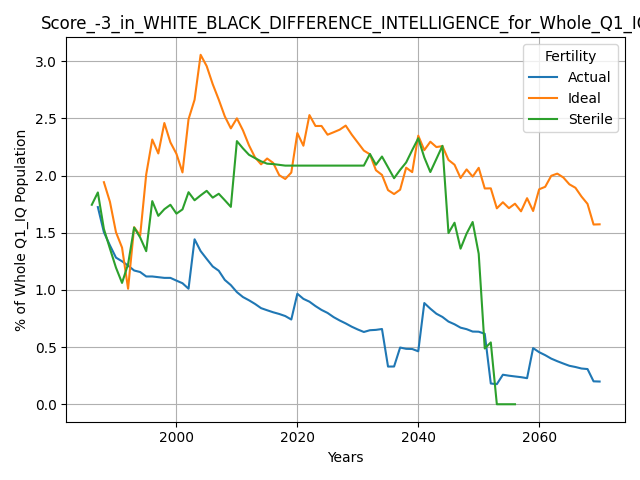 Score_-3_in_WHITE_BLACK_DIFFERENCE_INTELLIGENCE_for_Whole_Q1_IQ
Fertility
Actual
Ideal
Sterile
3.0
2.5
2.0
1.5
1.0
0.5
0.0
% of Whole Q1_IQ Population
2000
2020
2040
2060
Years